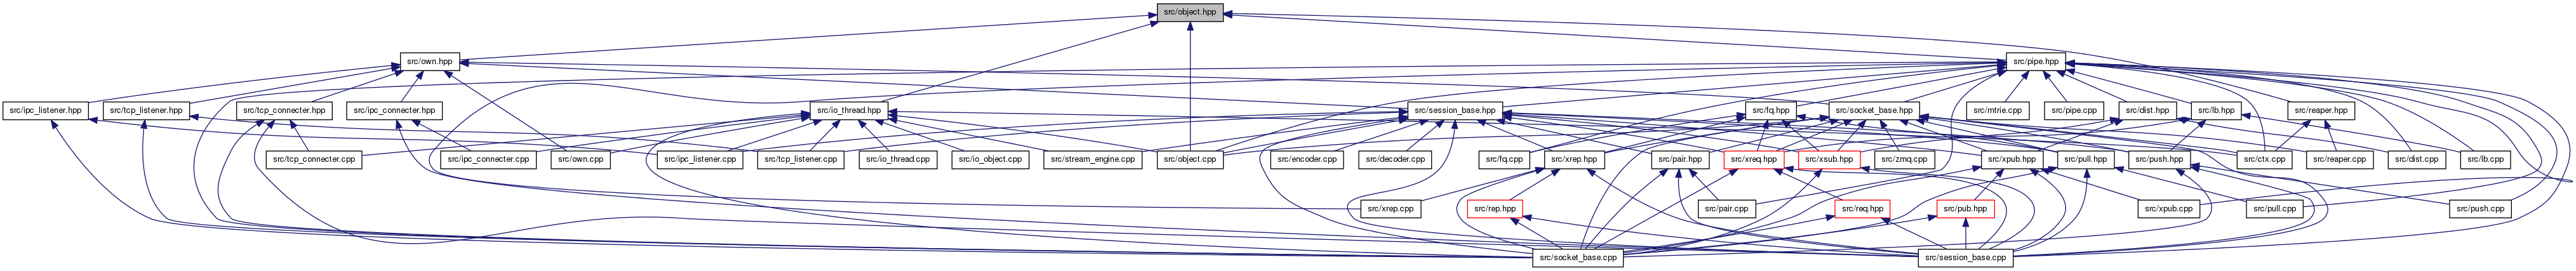 src/object.hpp
src/own.hpp
src/pipe.hpp
src/ipc_listener.hpp
src/tcp_listener.hpp
src/tcp_connecter.hpp
src/ipc_connecter.hpp
src/io_thread.hpp
src/session_base.hpp
src/fq.hpp
src/socket_base.hpp
src/mtrie.cpp
src/pipe.cpp
src/dist.hpp
src/lb.hpp
src/reaper.hpp
src/tcp_connecter.cpp
src/ipc_connecter.cpp
src/own.cpp
src/ipc_listener.cpp
src/tcp_listener.cpp
src/io_thread.cpp
src/io_object.cpp
src/stream_engine.cpp
src/object.cpp
src/encoder.cpp
src/decoder.cpp
src/fq.cpp
src/xrep.hpp
src/pair.hpp
src/xreq.hpp
src/xsub.hpp
src/zmq.cpp
src/xpub.hpp
src/pull.hpp
src/push.hpp
src/ctx.cpp
src/reaper.cpp
src/dist.cpp
src/lb.cpp
src/xrep.cpp
src/rep.hpp
src/pair.cpp
src/req.hpp
src/pub.hpp
src/xpub.cpp
src/pull.cpp
src/push.cpp
src/socket_base.cpp
src/session_base.cpp